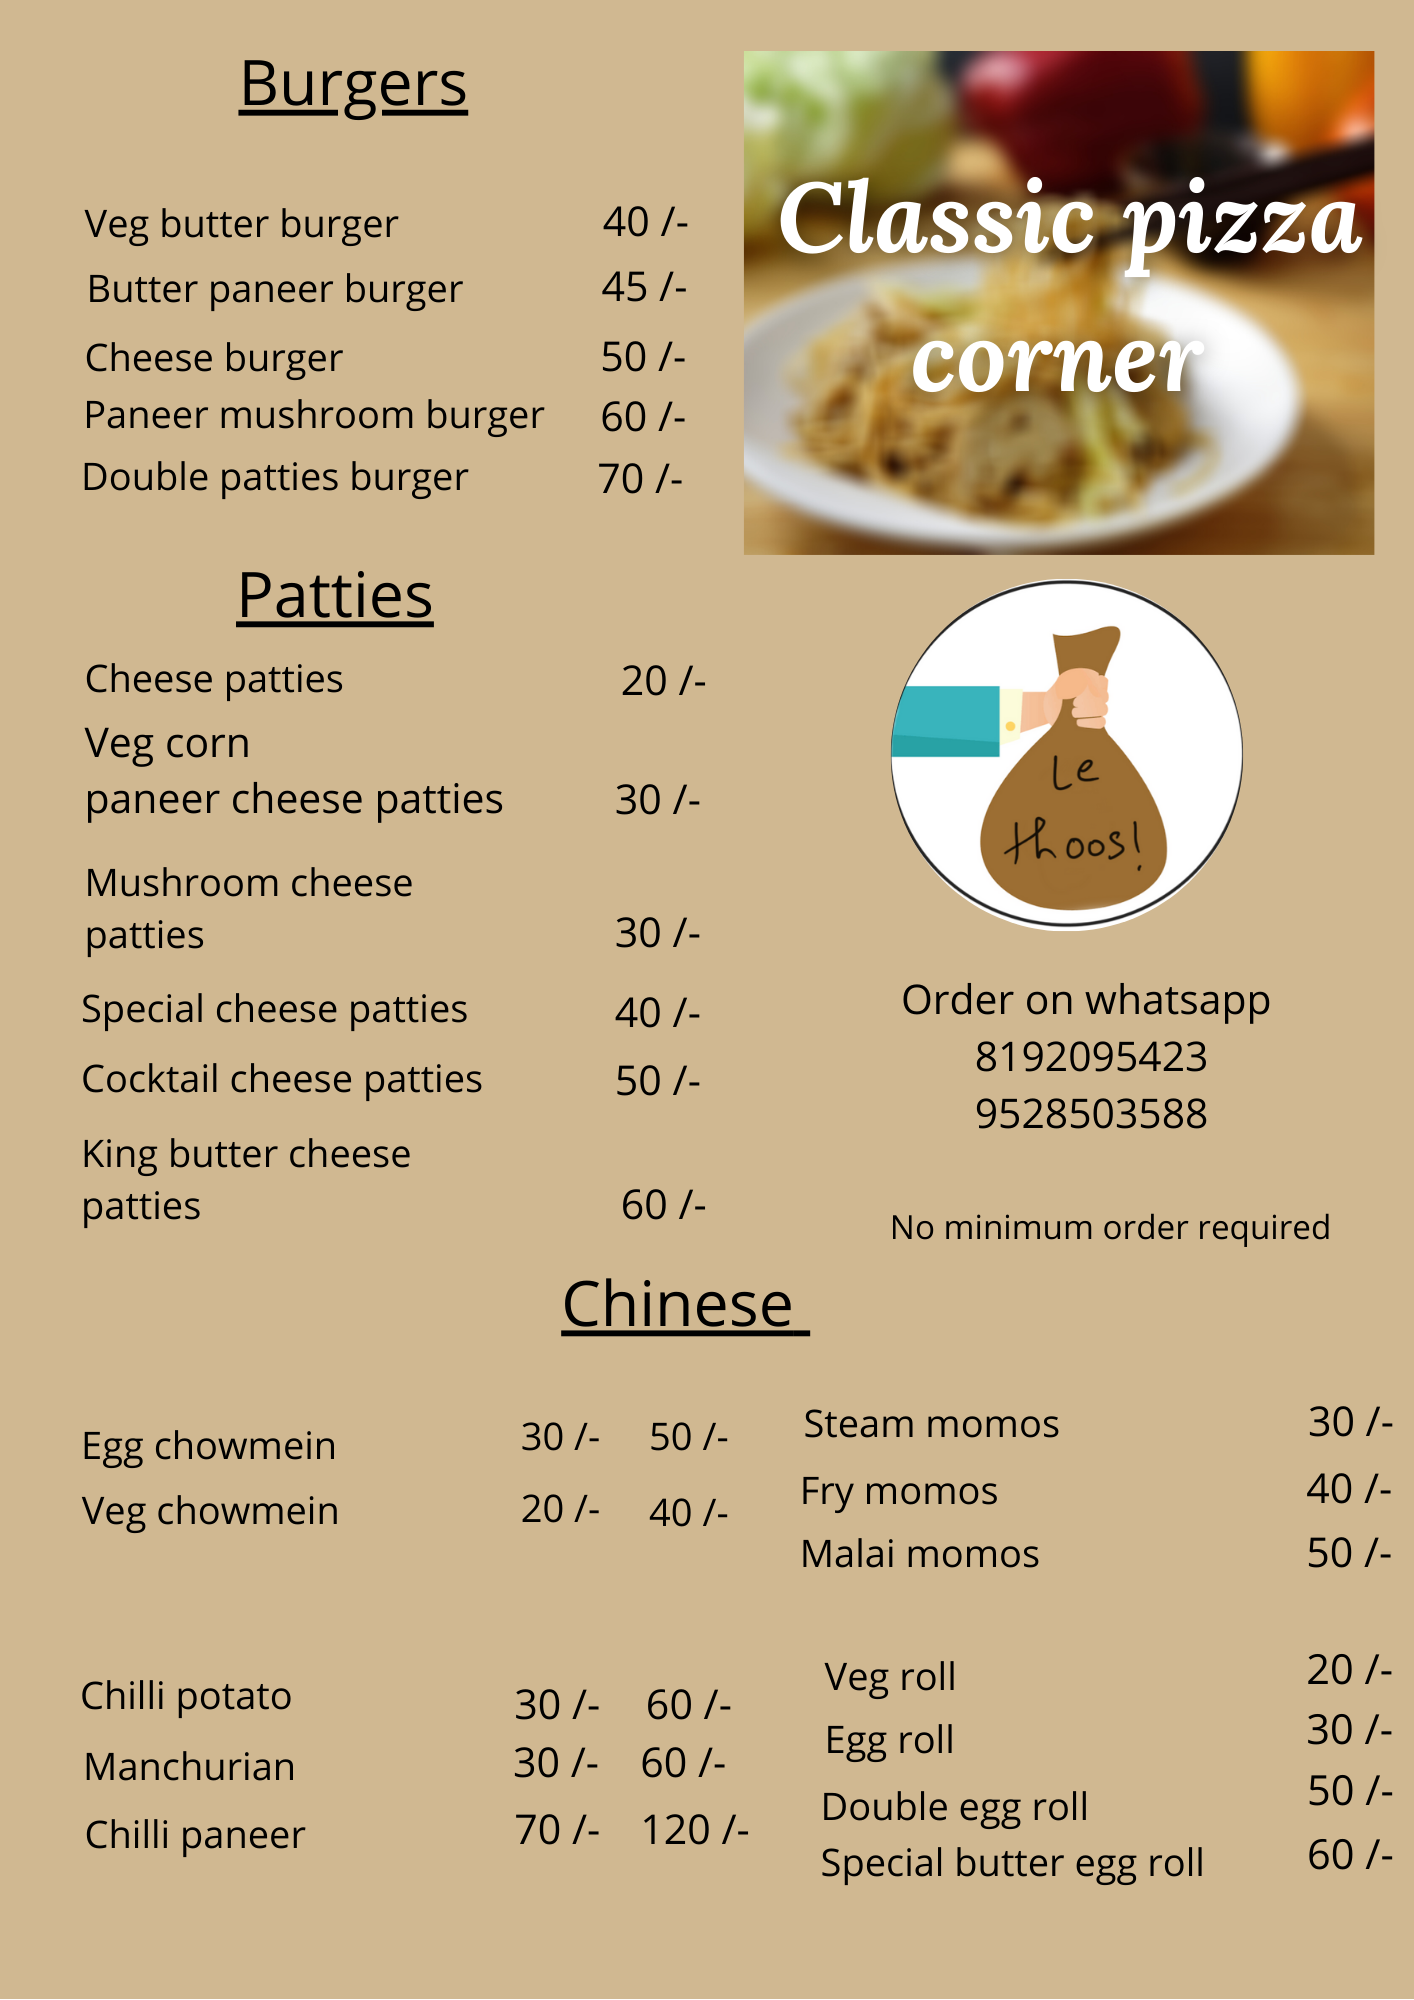 Burgers
Veg butter burger 40 /-
Butter paneer burger 45 /-
Cheese burger 50 /-
Paneer mushroom burger 60 /-
Double patties burger 70 /-
Classic pizza
corner
Patties
Cheese patties 20 /-
Veg corn
paneer cheese patties 30 /-
Mushroom cheese
patties 30 /-
Special cheese patties 40 /-
Cocktail cheese patties 50 /-
King butter cheese
patties 60 /-
Le
thoos!
Order on whatsapp
8192095423
9528503588
No minimum order required
Chinese
Egg chowmein 30 /- 50 /-
Veg chowmein 20 /- 40 /-
Chilli potato 30 /- 60 /-
Manchurian 30 /- 60 /-
Chilli paneer 70 /- 120 /-
Steam momos 30 /-
Fry momos 40 /-
Malai momos 50 /-
Veg roll 20 /-
Egg roll 30 /-
Double egg roll 50 /-
Special butter egg roll 60 /-